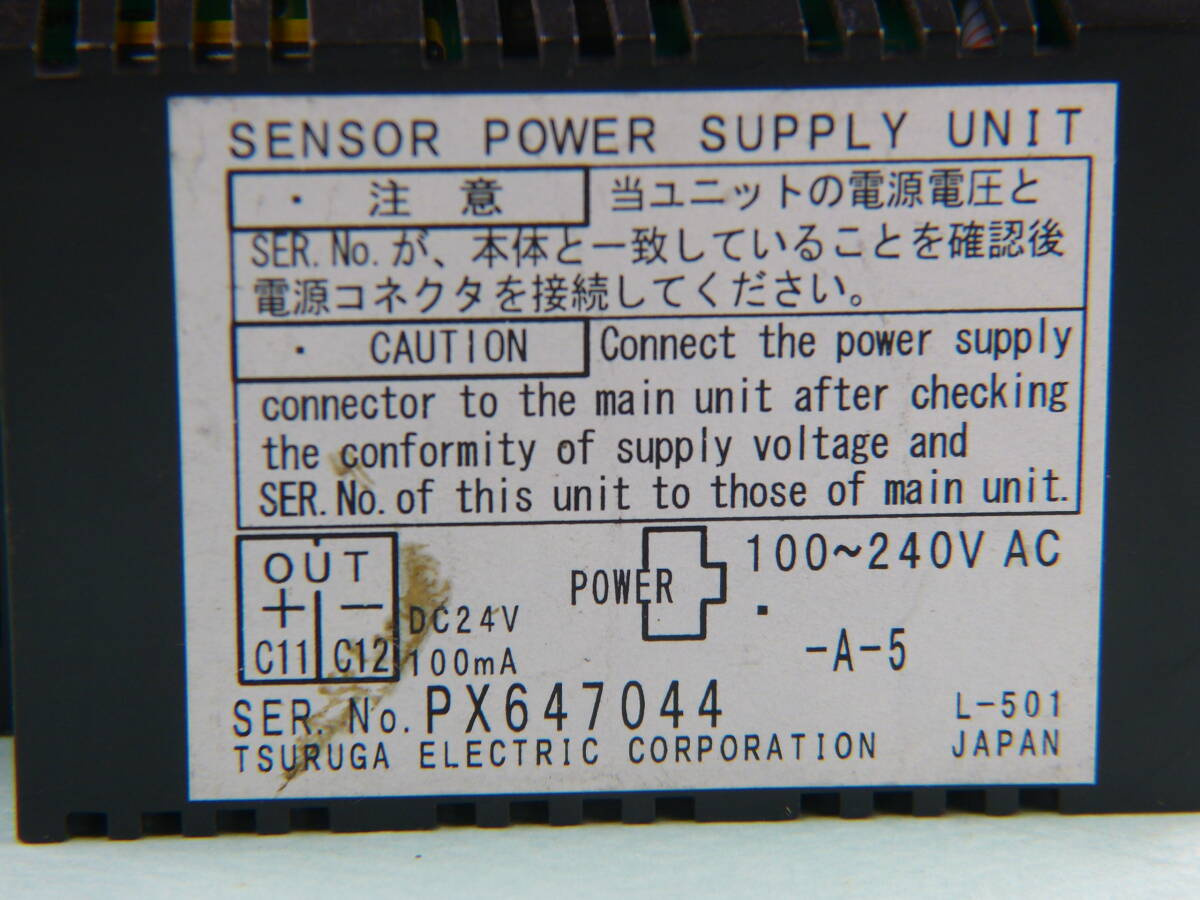 SENSOR POWER SUPPLY UNIT
・ 注 意 当ユニットの電源電圧と
SER.No.が、本体と一致していることを確認後
電源コネクタを接続してください。
・ CAUTION Connect the power supply
connector to the main unit after checking
the conformity of supply voltage and
SER.No.of this unit to those of main unit.
OUT
+ −
C11 C12
DC24V
100mA
POWER
100~240V AC
-A-5
SER. No. PX647044
L-501
TSURUGA ELECTRIC CORPORATION
JAPAN